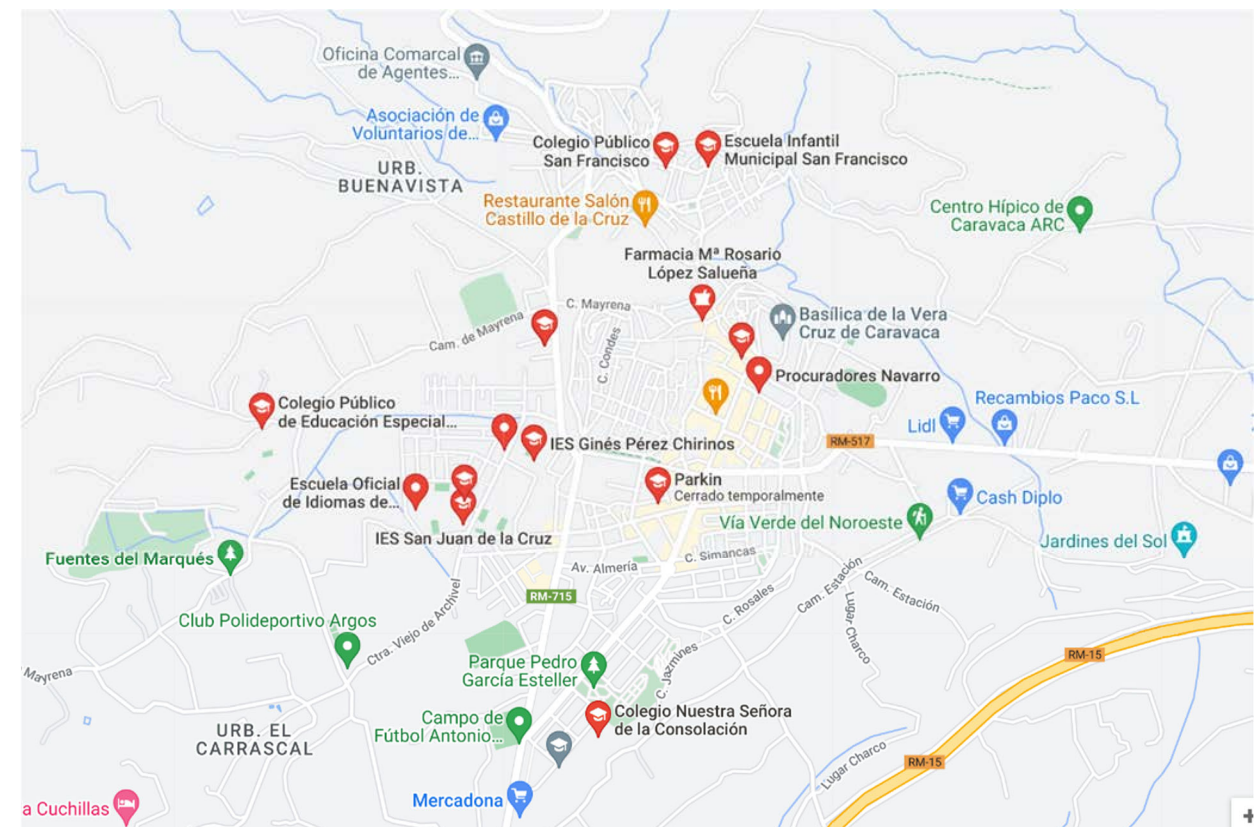 Oficina Comarcal
de Agentes...
Asociación de
Voluntarios de...
Colegio Público
San Francisco
Escuela Infantil
Municipal San Francisco
URB.
BUENAVISTA
Restaurante Salón
Castillo de la Cruz
Centro Hípico de
Caravaca ARC
Farmacia Mª Rosario
López Salueña
C. Mayrena
Cam. de Mayrena
C. Condes
Basílica de la Vera
Cruz de Caravaca
Procuradores Navarro
Colegio Público
de Educación Especial...
Recambios Paco S.L
Lidl
RM-517
IES Ginés Pérez Chirinos
Escuela Oficial
de Idiomas de...
Parkin
Cerrado temporalmente
Cash Diplo
IES San Juan de la Cruz
Vía Verde del Noroeste
Jardines del Sol
Fuentes del Marqués
Av. Almería
C. Simancas
RM-715
Cam. Estación
Cam. Estación
C. Rosales
Lugar Charco
Club Polideportivo Argos
Ctra. Viejo de Archivel
Mayrena
Parque Pedro
García Esteller
C. Jazmines
RM-15
Colegio Nuestra Señora
de la Consolación
Campo de
Fútbol Antonio...
URB. EL
CARRASCAL
Lugar Charco
RM-15
Mercadona
a Cuchillas